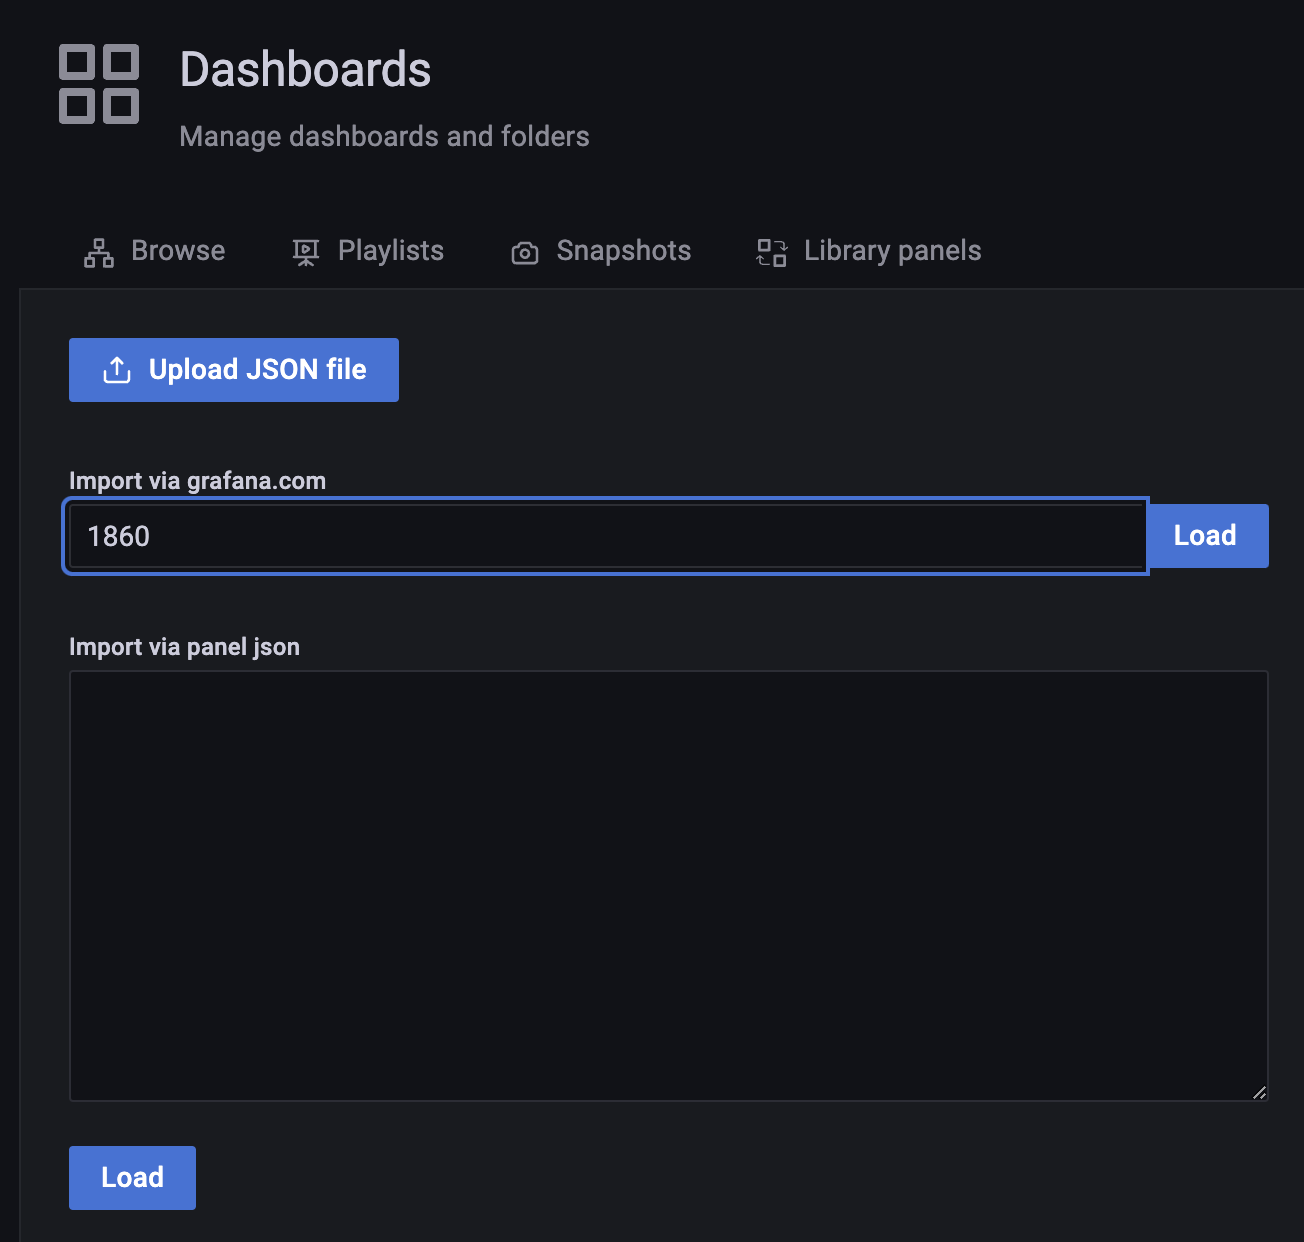 Dashboards
Manage dashboards and folders
Browse Playlists Snapshots Library panels
Upload JSON file
Import via grafana.com
1860 Load
Import via panel json
Load